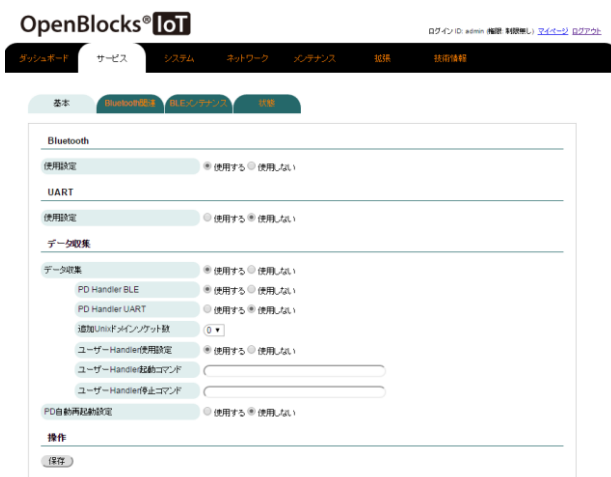 OpenBlocks® IoT
ログイン ID: admin (権限: 制限無し) マイページ ログアウト
ダッシュボード サービス システム ネットワーク メンテナンス 拡張 技術情報
基本 Bluetooth関連 BLEメンテナンス 状態
Bluetooth
使用設定 使用する 使用しない
UART
使用設定 使用する 使用しない
データ収集
データ収集 使用する 使用しない
PD Handler BLE 使用する 使用しない
PD Handler UART 使用する 使用しない
追加Unixドメインソケット数 0
ユーザーHandler使用設定 使用する 使用しない
ユーザーHandler起動コマンド
ユーザーHandler停止コマンド
PD自動再起動設定 使用する 使用しない
操作
保存